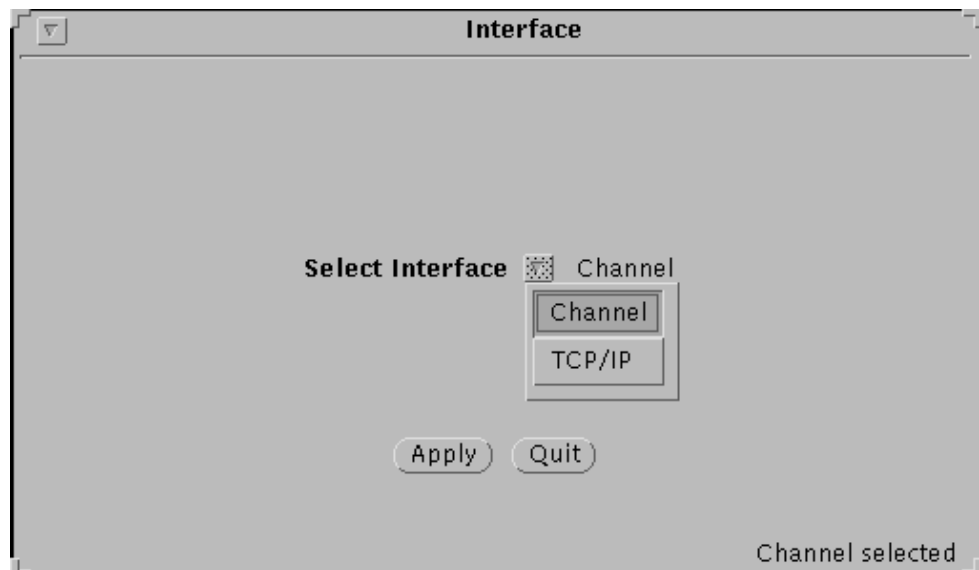 Interface
Select Interface Channel
Channel
TCP/IP
Apply Quit
Channel selected